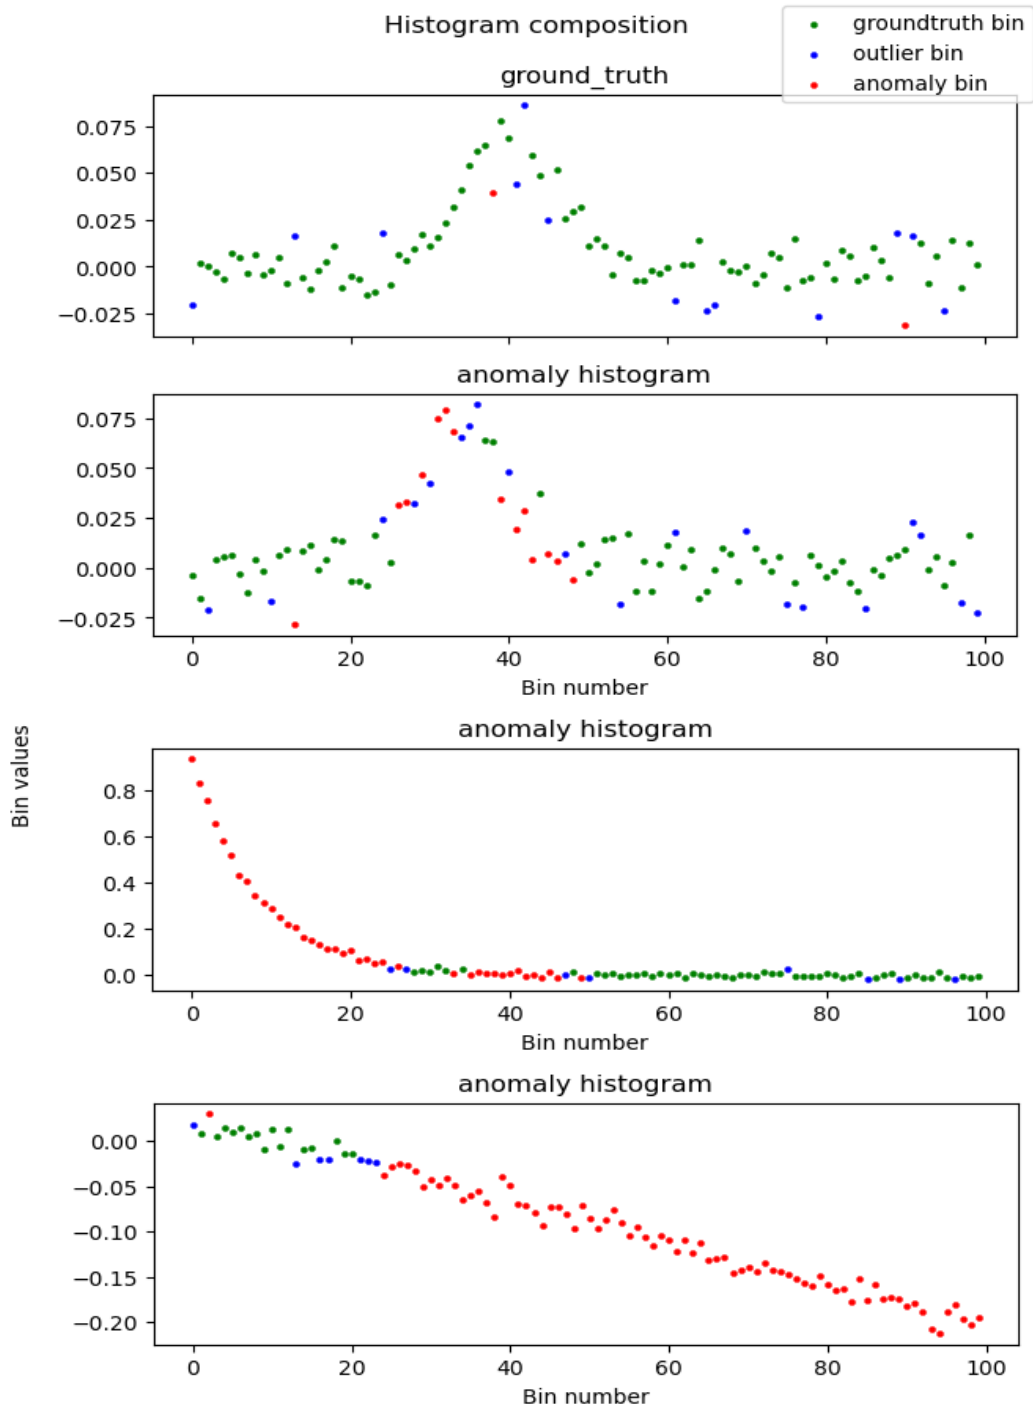 Histogram composition
groundtruth bin
outlier bin
anomaly bin
ground_truth
0.075
0.050
0.025
0.000
−0.025
anomaly histogram
0.075
0.050
0.025
0.000
−0.025
0 20 40 60 80 100
Bin number
Bin values
anomaly histogram
0.8
0.6
0.4
0.2
0.0
0 20 40 60 80 100
Bin number
anomaly histogram
0.00
−0.05
−0.10
−0.15
−0.20
0 20 40 60 80 100
Bin number